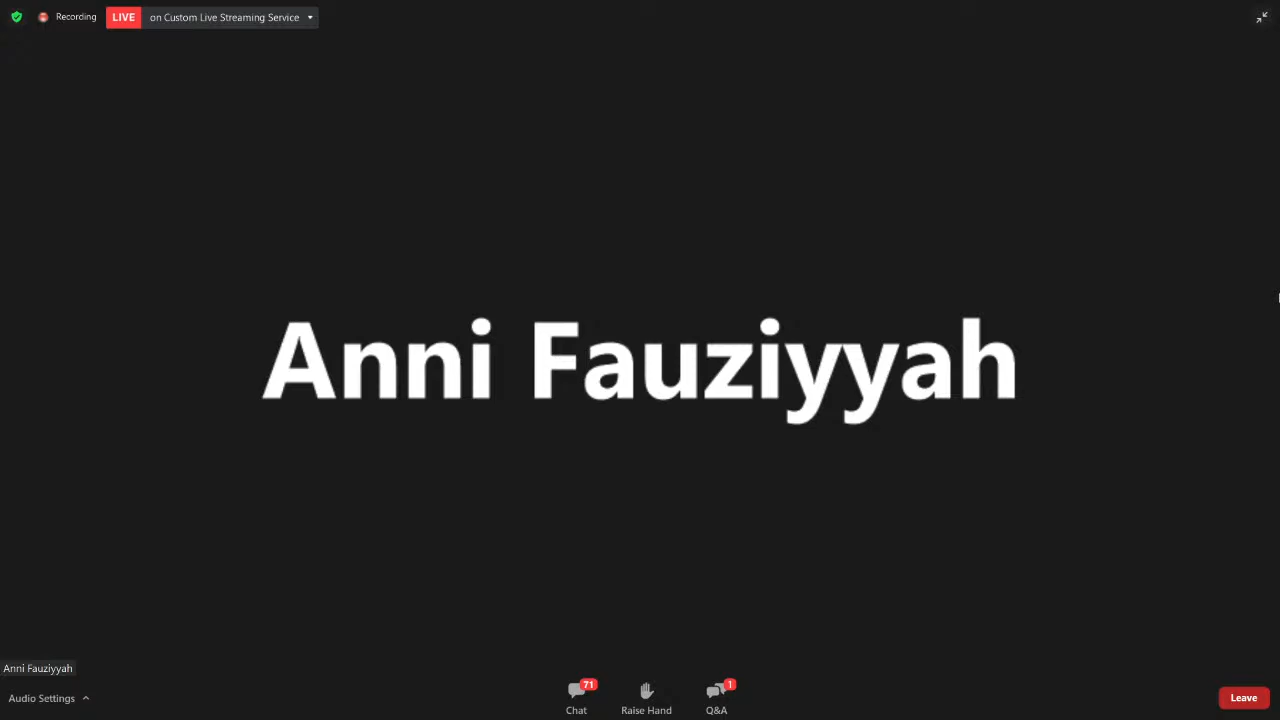 Recording
LIVE on Custom Live Streaming Service
Anni Fauziyyah
Anni Fauziyyah
Audio Settings
71
Chat
Raise Hand
1
Q&A
Leave